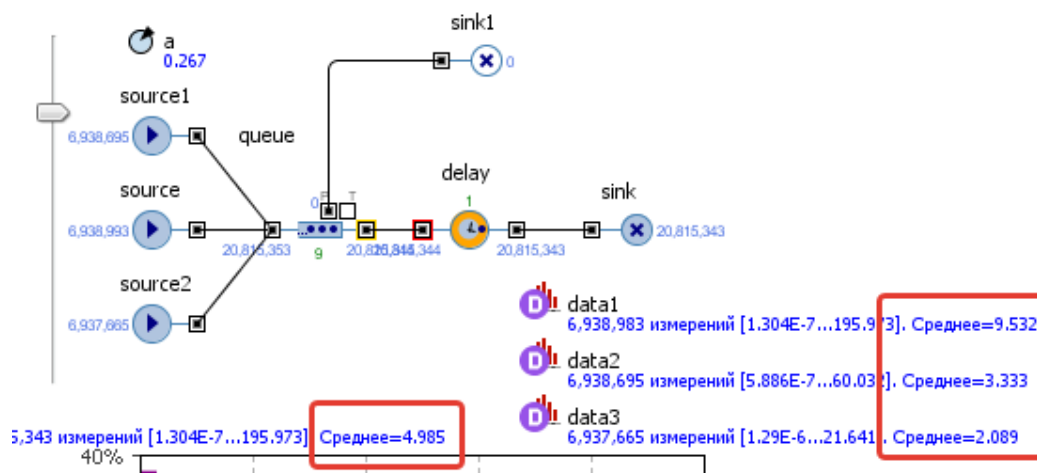 sink1
0
a
0.267
source1
6,938,695
queue
delay
source
0
P
T
1
sink
6,938,993
20,815,353
9
20,815,343
20,815,343
source2
6,937,665
D
data1
6,938,983 измерений [1.304E-7...195.973]. Среднее=9.532
D
data2
6,938,695 измерений [5.886E-7...60.032]. Среднее=3.333
D
data3
6,937,665 измерений [1.29E-6...21.641]. Среднее=2.089
5,343 измерений [1.304E-7...195.973]. Среднее=4.985
40%